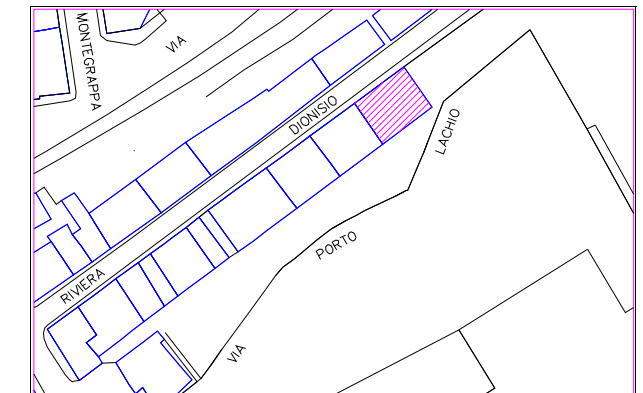 MONTEGRAPPA
VIA
DIONISIO
LACHIO
PORTO
RIVIERA
VIA